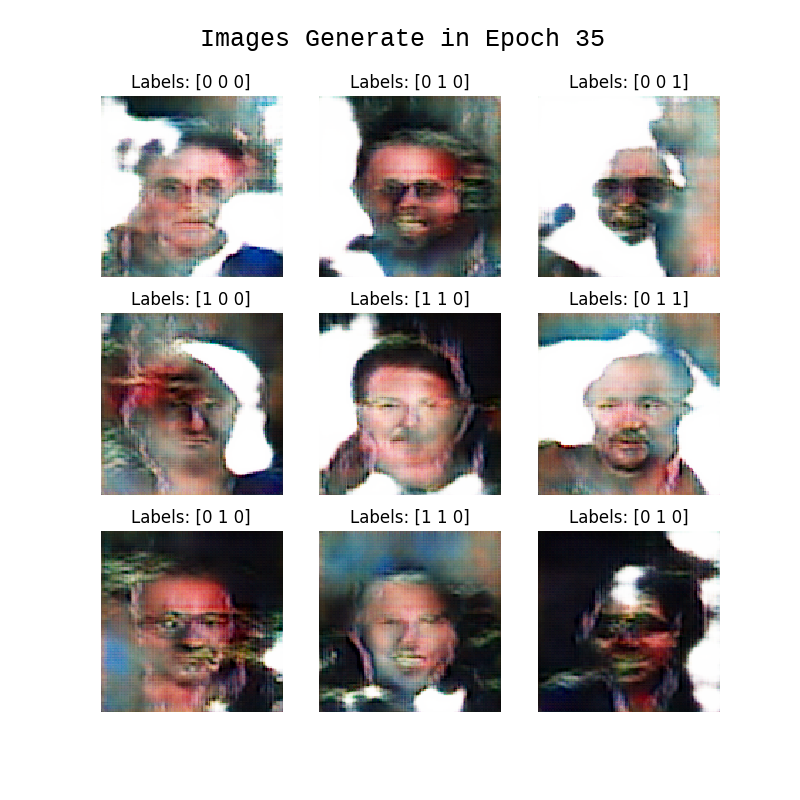 Images Generate in Epoch 35
Labels: [0 0 0]
Labels: [0 1 0]
Labels: [0 0 1]
Labels: [1 0 0]
Labels: [1 1 0]
Labels: [0 1 1]
Labels: [0 1 0]
Labels: [1 1 0]
Labels: [0 1 0]